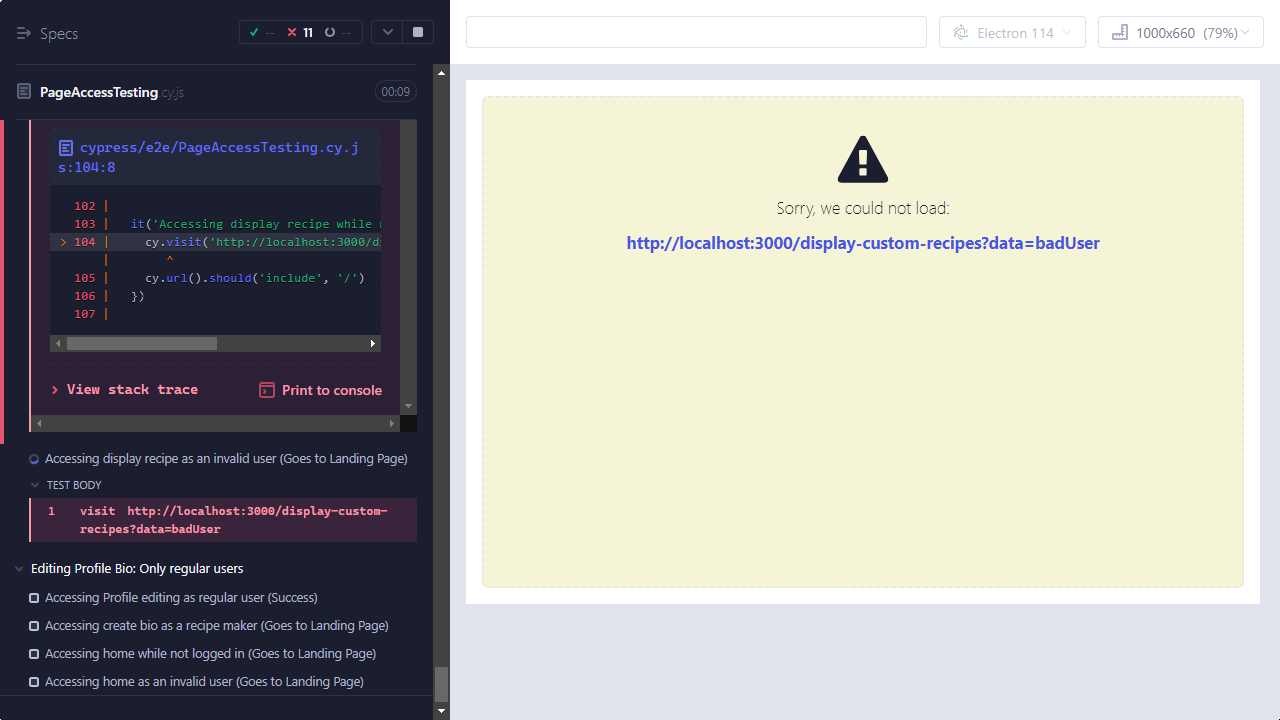 Specs
-- 11 --
PageAccessTesting.cy.js 00:09
cypress/e2e/PageAccessTesting.cy.j
s:104:8
102 |
103 | it('Accessing display recipe while
> 104 | cy.visit('http://localhost:3000/d
| ^
105 | cy.url().should('include', '/')
106 | })
107 |
View stack trace Print to console
Accessing display recipe as an invalid user (Goes to Landing Page)
TEST BODY
1 visit http://localhost:3000/display-custom-
recipes?data=badUser
Editing Profile Bio: Only regular users
Accessing Profile editing as regular user (Success)
Accessing create bio as a recipe maker (Goes to Landing Page)
Accessing home while not logged in (Goes to Landing Page)
Accessing home as an invalid user (Goes to Landing Page)
Electron 114
1000x660 (79%)
Sorry, we could not load:
http://localhost:3000/display-custom-recipes?data=badUser